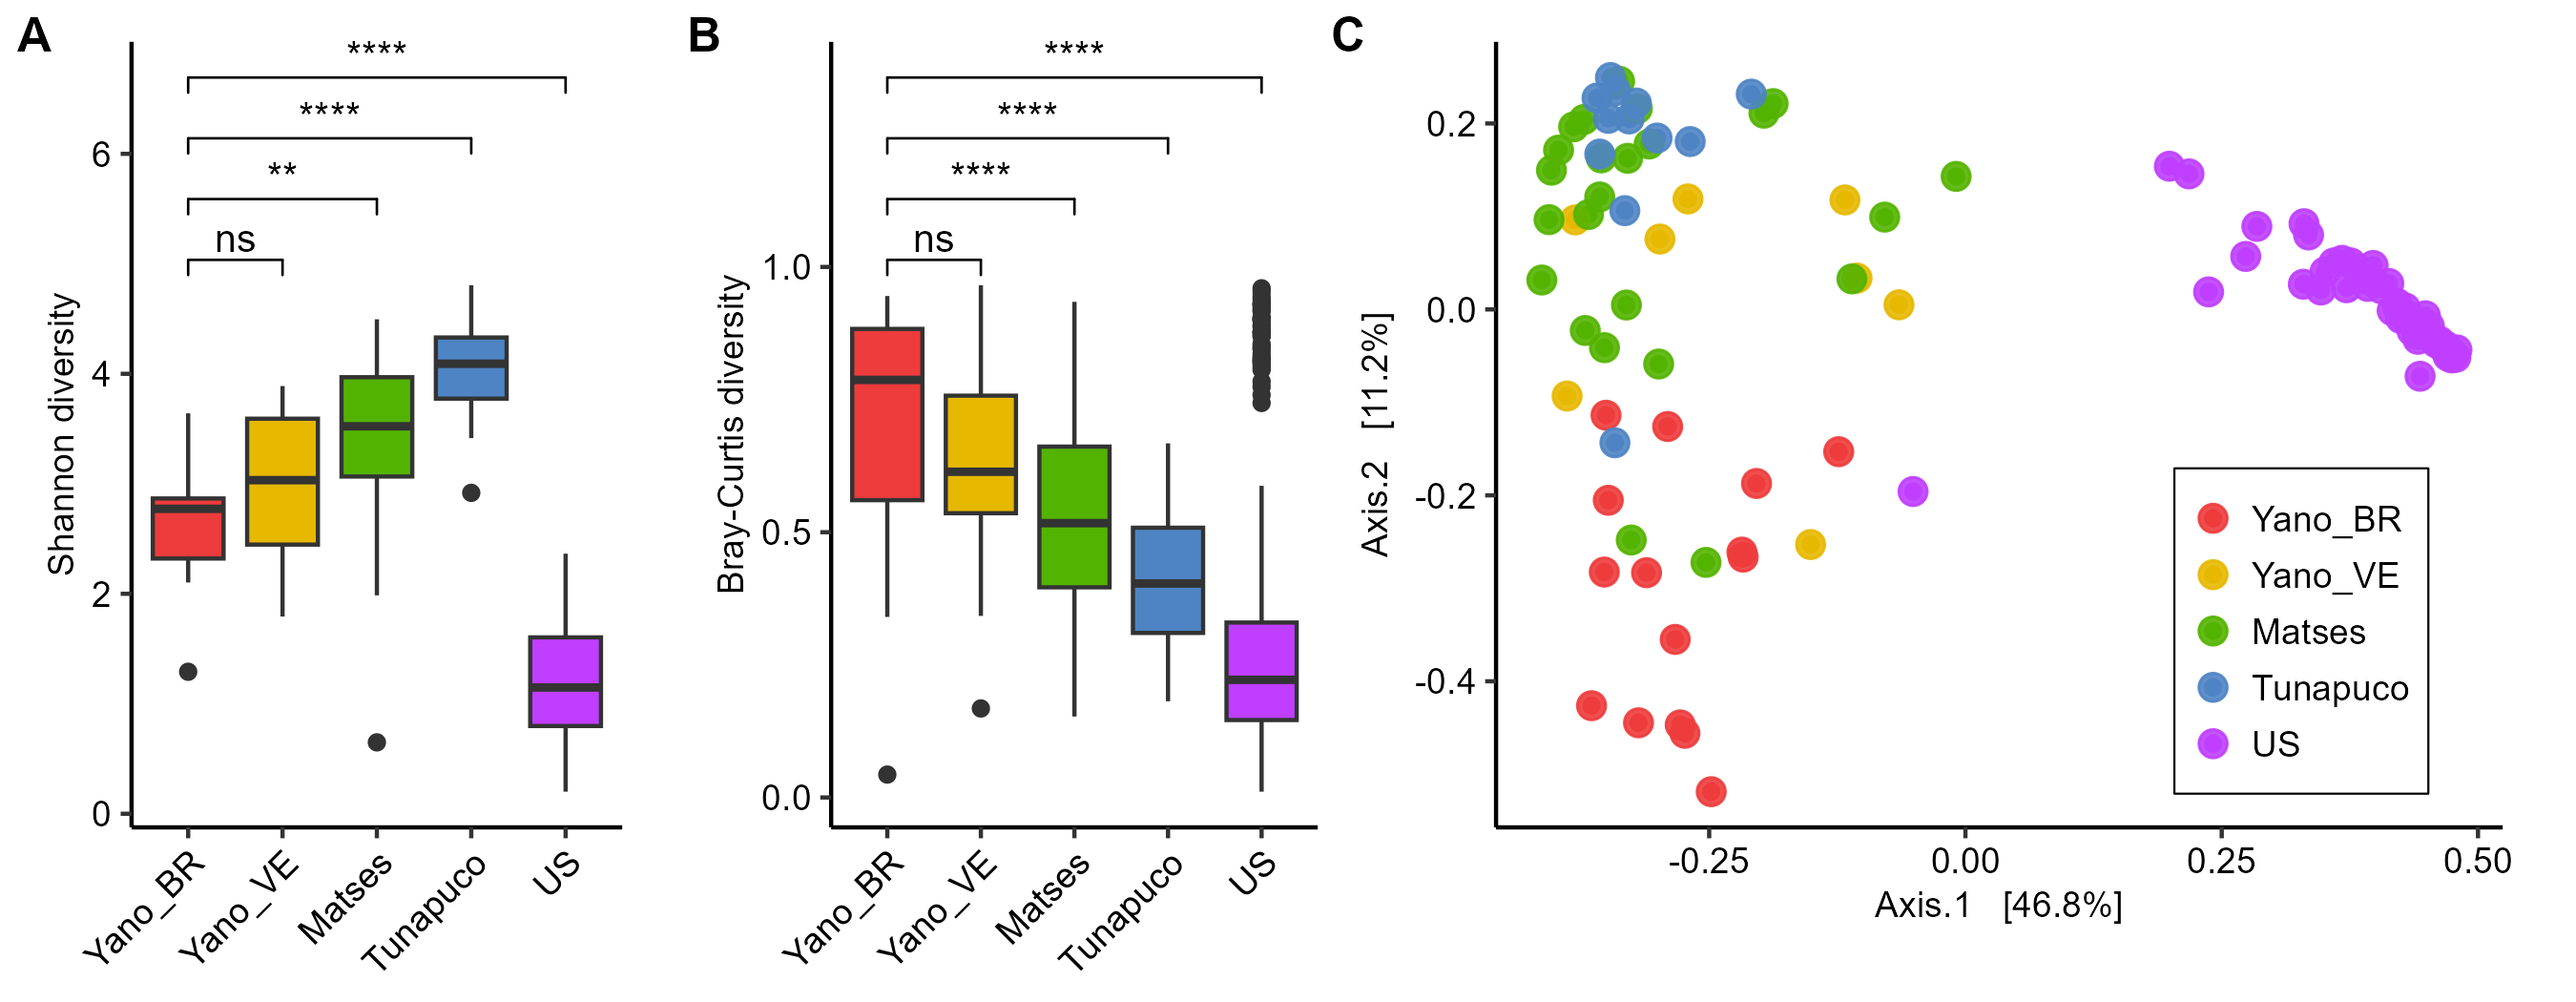 A
Shannon diversity
6
4
2
0
****
****
**
ns
Yano_BR
Yano_VE
Matses
Tunapuco
US
B
Bray-Curtis diversity
1.0
0.5
0.0
****
****
****
ns
Yano_BR
Yano_VE
Matses
Tunapuco
US
C
Axis.2 [11.2%]
0.2
0.0
-0.2
-0.4
-0.25
0.00
0.25
0.50
Axis.1 [46.8%]
Yano_BR
Yano_VE
Matses
Tunapuco
US